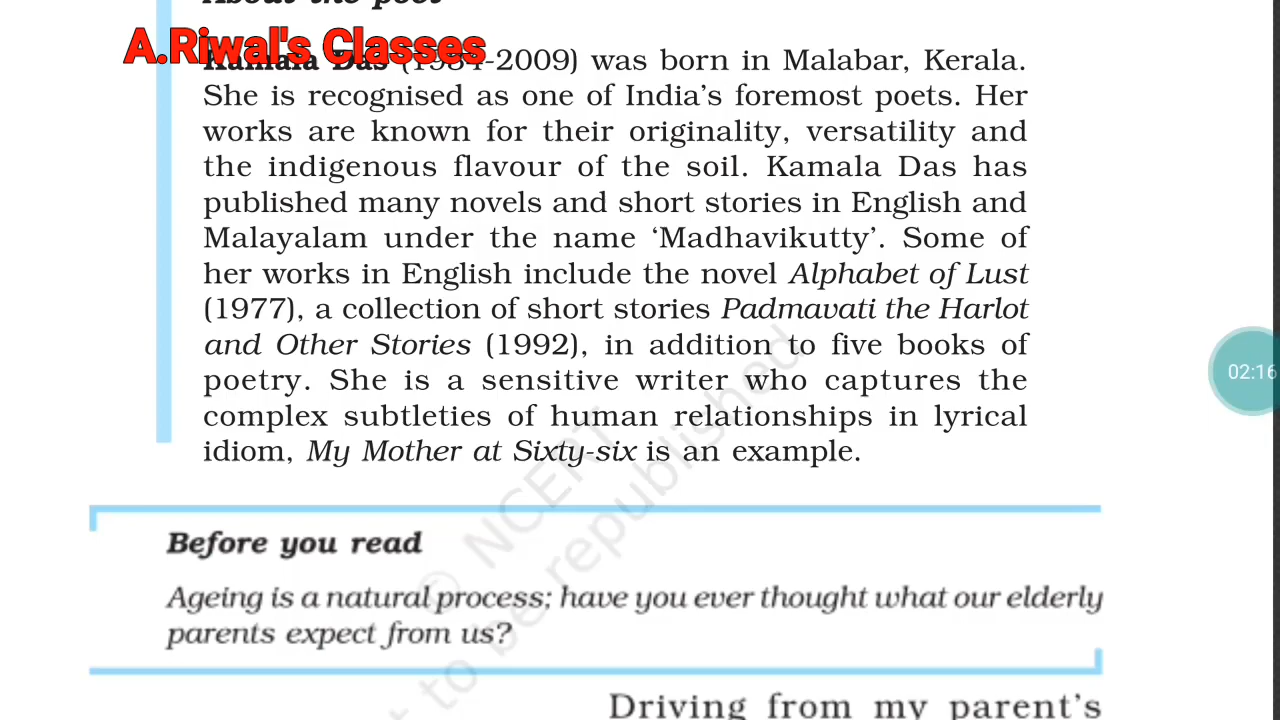 About the poet
A.Riwal's Classes
Kamala Das (1934-2009) was born in Malabar, Kerala.
She is recognised as one of India's foremost poets. Her
works are known for their originality, versatility and
the indigenous flavour of the soil. Kamala Das has
published many novels and short stories in English and
Malayalam under the name ‘Madhavikutty’. Some of
her works in English include the novel Alphabet of Lust
(1977), a collection of short stories Padmavati the Harlot
and Other Stories (1992), in addition to five books of
poetry. She is a sensitive writer who captures the
complex subtleties of human relationships in lyrical
idiom, My Mother at Sixty-six is an example.
02:16
© NCERT
to be republished
Before you read
Ageing is a natural process; have you ever thought what our elderly
parents expect from us?
Driving from my parent's